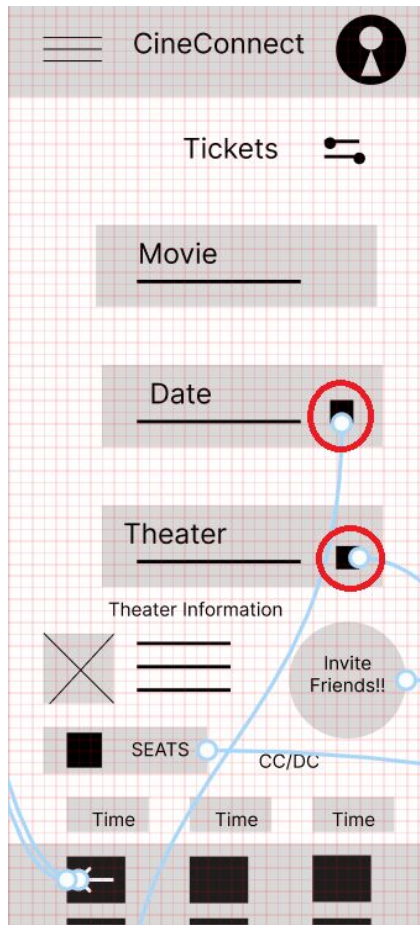 CineConnect
Tickets
Movie
Date
Theater
Theater Information
Invite
Friends!!
SEATS
CC/DC
Time Time Time